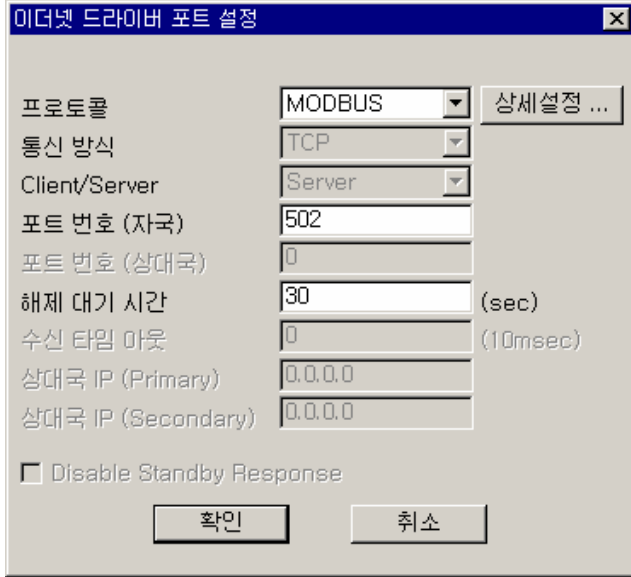 이더넷 드라이버 포트 설정
프로토콜 MODBUS 상세설정 ...
통신 방식 TCP
Client/Server Server
포트 번호 (자국) 502
포트 번호 (상대국) 0
해제 대기 시간 30 (sec)
수신 타임 아웃 0 (10msec)
상대국 IP (Primary) 0.0.0.0
상대국 IP (Secondary) 0.0.0.0
Disable Standby Response
확인 취소